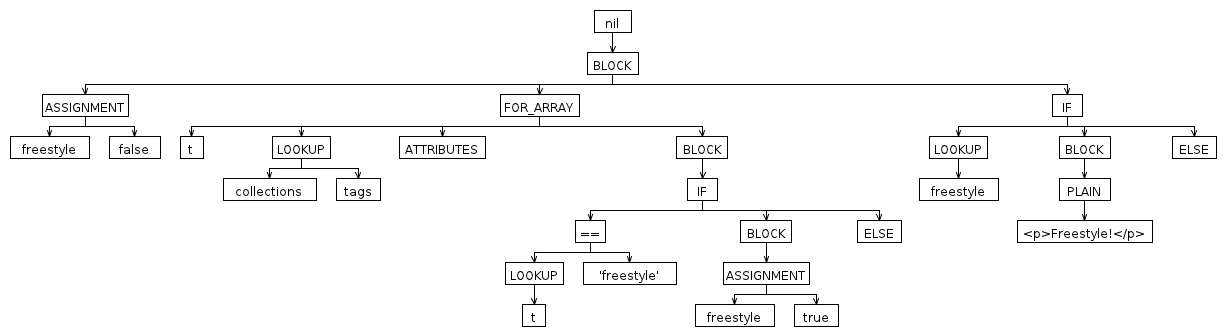 nil
BLOCK
ASSIGNMENT FOR_ARRAY IF
freestyle false t LOOKUP ATTRIBUTES BLOCK LOOKUP BLOCK ELSE
collections tags IF freestyle PLAIN
== BLOCK ELSE <p>Freestyle!</p>
LOOKUP 'freestyle' ASSIGNMENT
t freestyle true